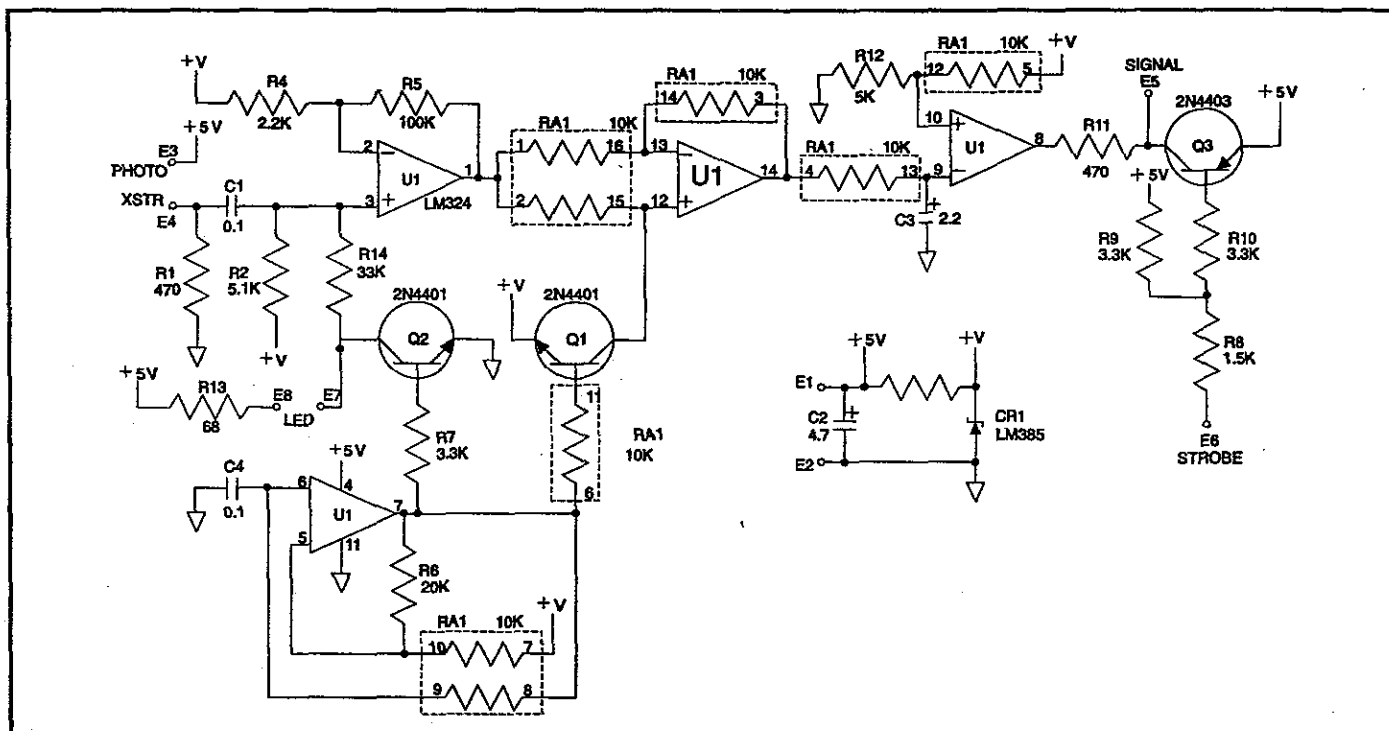 +V
R4
2.2K
R5
100K
+5V
E3
PHOTO
XSTR
E4
C1
0.1
2
3
1
U1
LM324
R1
470
R2
5.1K
+V
R14
33K
RA1 10K
1 16
2 15
RA1 10K
14 3
13
12
14
U1
RA1 10K
4 13
C3 2.2
R12
5K
RA1 10K
12 5
+V
10
9
8
U1
R11
470
SIGNAL
E5
2N4403
Q3
+5V
+5V
R9
3.3K
R10
3.3K
R8
1.5K
E6
STROBE
2N4401
Q2
+V
2N4401
Q1
+5V
R13
68
E8
LED
E7
R7
3.3K
11
RA1
10K
6
+5V
+V
E1
C2
4.7
E2
CR1
LM385
C4
0.1
+5V
6
4
5
7
11
U1
R6
20K
RA1 10K
+V
10 7
9 8